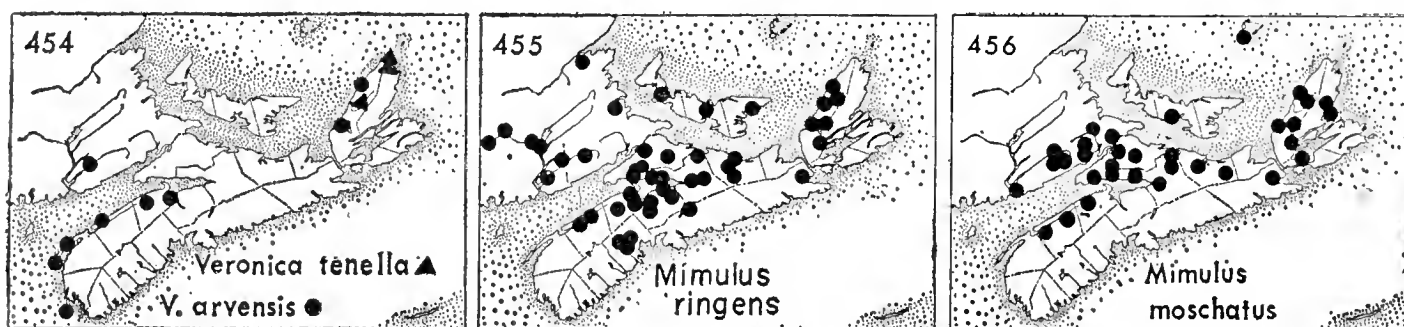 454
Veronica tenella
V. arvensis
455
Mimulus
ringens
456
Mimulus
moschatus